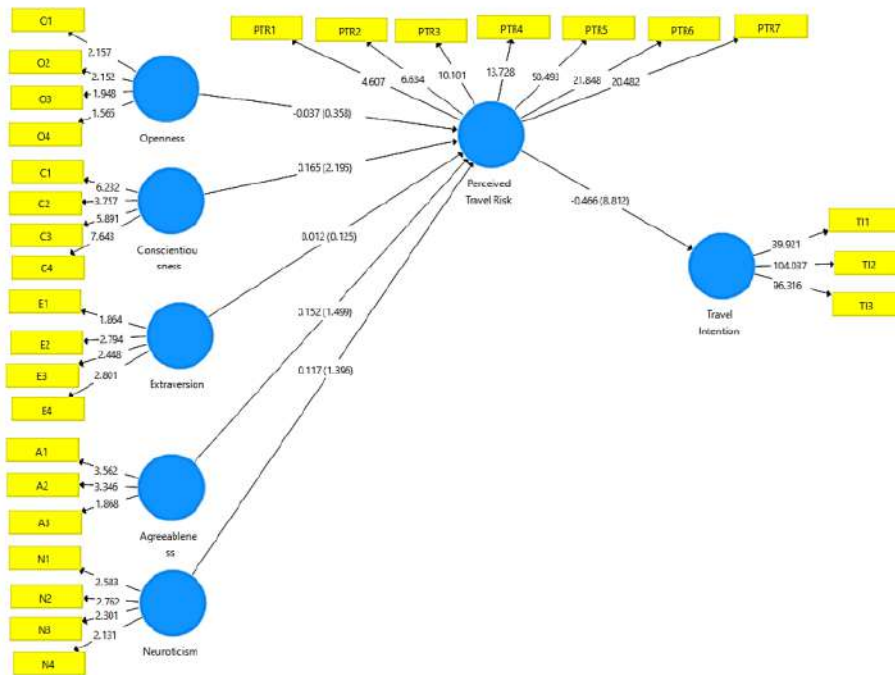 O1
O2
O3
O4
2.157
2.152
1.948
1.565
Openness
C1
C2
C3
C4
6.232
3.757
5.891
7.643
Conscientiou
sness
E1
E2
E3
E4
1.864
2.794
2.448
2.801
Extraversion
A1
A2
A3
3.562
3.346
1.868
Agreeablene
ss
N1
N2
N3
N4
2.583
2.762
2.301
2.131
Neuroticism
PTR1
PTR2
PTR3
PTR4
PTR5
PTR6
PTR7
4.607
6.634
10.101
13.728
50.493
21.848
20.482
Perceived
Travel Risk
-0.037 (0.358)
0.165 (2.195)
0.012 (0.125)
0.152 (1.499)
0.117 (1.396)
-0.466 (8.812)
Travel
Intention
39.921
104.037
96.316
TI1
TI2
TI3